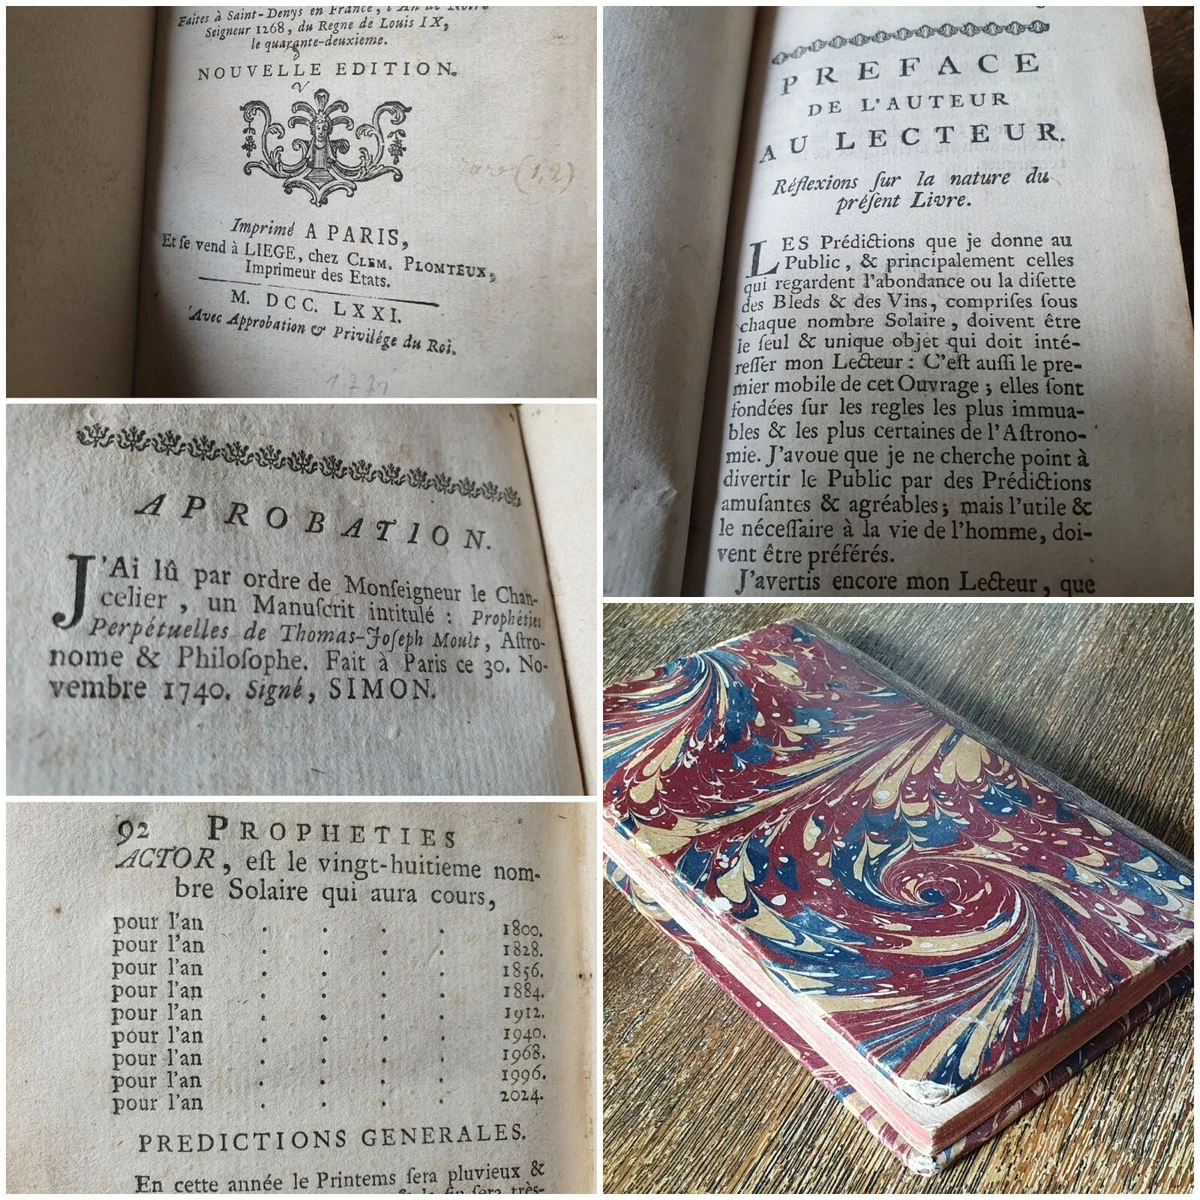 Faites à Saint-Denys en France, l'An de Notre
Seigneur 1268, du Regne de Louis IX,
le quarante-deuxieme.
NOUVELLE EDITION.
(1,2)
Imprimé A PARIS,
Et ſe vend à LIEGE, chez CLEM. PLOMTEUX,
Imprimeur des Etats.
M. DCC. LXXI.
Avec Approbation & Privilége du Roi.
1771
PREFACE
DE L'AUTEUR
AU LECTEUR.
Réflexions ſur la nature du
préſent Livre.
LES Prédictions que je donne au
Public, & principalement celles
qui regardent l'abondance ou la diſette
des Bleds & des Vins, compriſes ſous
chaque nombre Solaire, doivent être
le ſeul & unique objet qui doit inté-
reſſer mon Lecteur : C'eſt auſſi le pre-
mier mobile de cet Ouvrage ; elles ſont
fondées ſur les regles les plus immua-
bles & les plus certaines de l'Aſtrono-
mie. J'avoue que je ne cherche point à
divertir le Public par des Prédictions
amuſantes & agréables ; mais l'utile &
le néceſſaire à la vie de l'homme, doi-
vent être préférés.
J'avertis encore mon Lecteur, que
APROBATION.
J'Ai lû par ordre de Monſeigneur le Chan-
celier, un Manuſcrit intitulé : Prophéties
Perpétuelles de Thomas-Joſeph Moult, Aſtro-
nome & Philoſophe. Fait à Paris ce 30. No-
vembre 1740. Signé, SIMON.
92 PROPHETIES
ACTOR, eſt le vingt-huitieme nom-
bre Solaire qui aura cours,
pour l'an . . . . 1800.
pour l'an . . . . 1828.
pour l'an . . . . 1856.
pour l'an . . . . 1884.
pour l'an . . . . 1912.
pour l'an . . . . 1940.
pour l'an . . . . 1968.
pour l'an . . . . 1996.
pour l'an . . . . 2024.
PREDICTIONS GENERALES.
En cette année le Printems ſera pluvieux &
la fin ſera très-